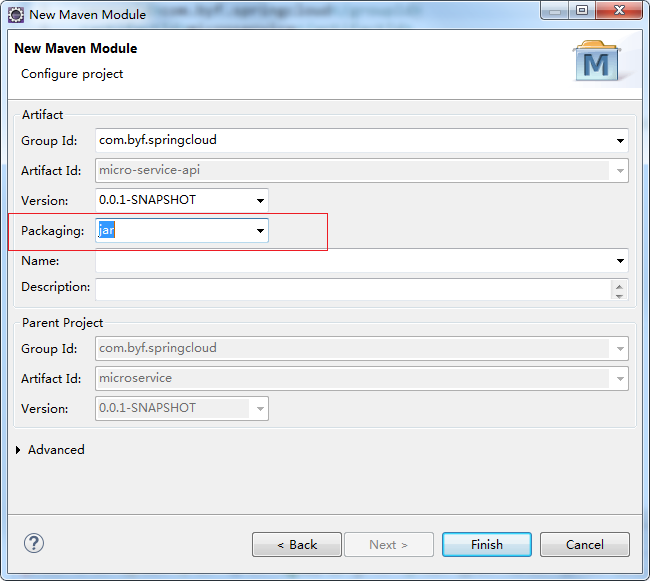 New Maven Module
New Maven Module
Configure project
M
Artifact
Group Id: com.byf.springcloud
Artifact Id: micro-service-api
Version: 0.0.1-SNAPSHOT
Packaging: jar
Name:
Description:
Parent Project
Group Id: com.byf.springcloud
Artifact Id: microservice
Version: 0.0.1-SNAPSHOT
Advanced
? < Back Next > Finish Cancel